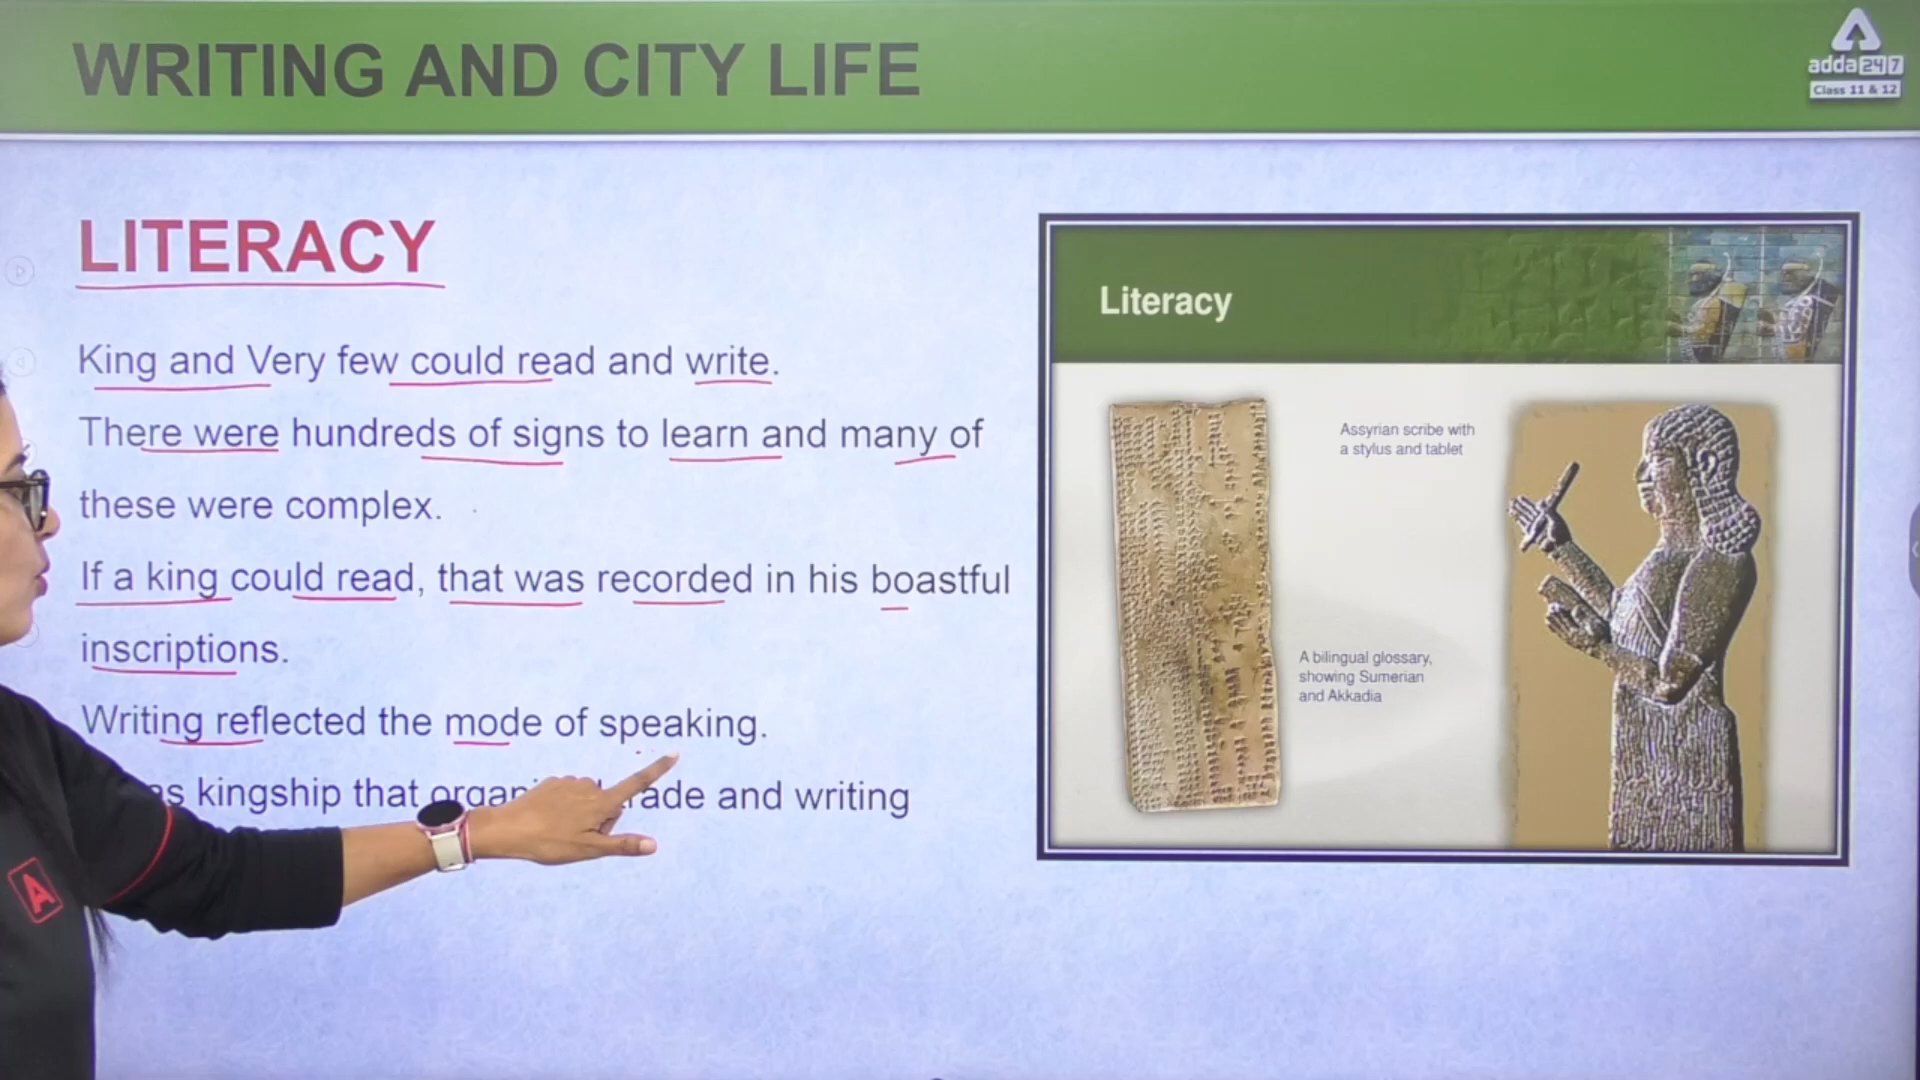 WRITING AND CITY LIFE
adda247
Class 11 & 12
LITERACY
King and Very few could read and write.
There were hundreds of signs to learn and many of
these were complex.
If a king could read, that was recorded in his boastful
inscriptions.
Writing reflected the mode of speaking.
kingship that and writing
Literacy
Assyrian scribe with
a stylus and tablet
A bilingual glossary,
showing Sumerian
and Akkadia
A